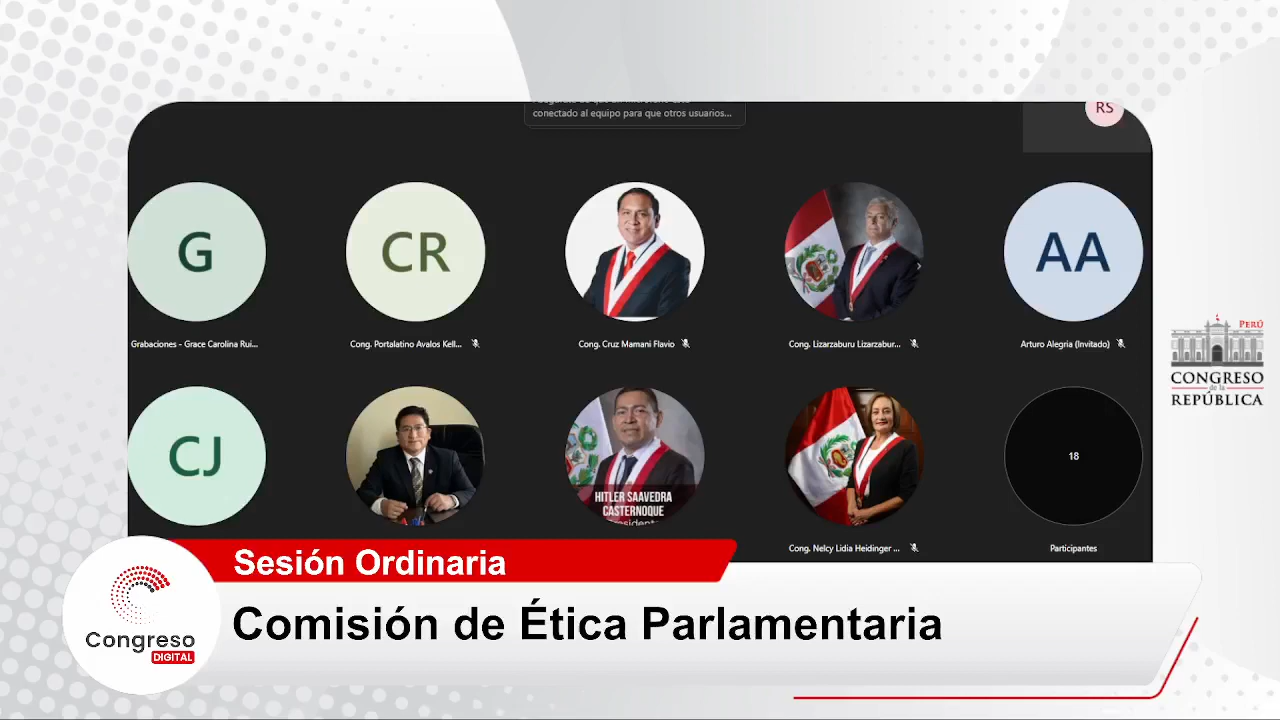 conectado al equipo para que otros usuarios...
RS
G
CR
AA
Grabaciones - Grace Carolina Rui...
Cong. Portalatino Avalos Kell...
Cong. Cruz Mamani Flavio
Cong. Lizarzaburu Lizarzabur...
Arturo Alegria (Invitado)
PERÚ
CONGRESO
de la
REPÚBLICA
CJ
HITLER SAAVEDRA
CASTERNOQUE
18
Cong. Nelcy Lidia Heidinger ...
Participantes
Sesión Ordinaria
Comisión de Ética Parlamentaria
Congreso
DIGITAL